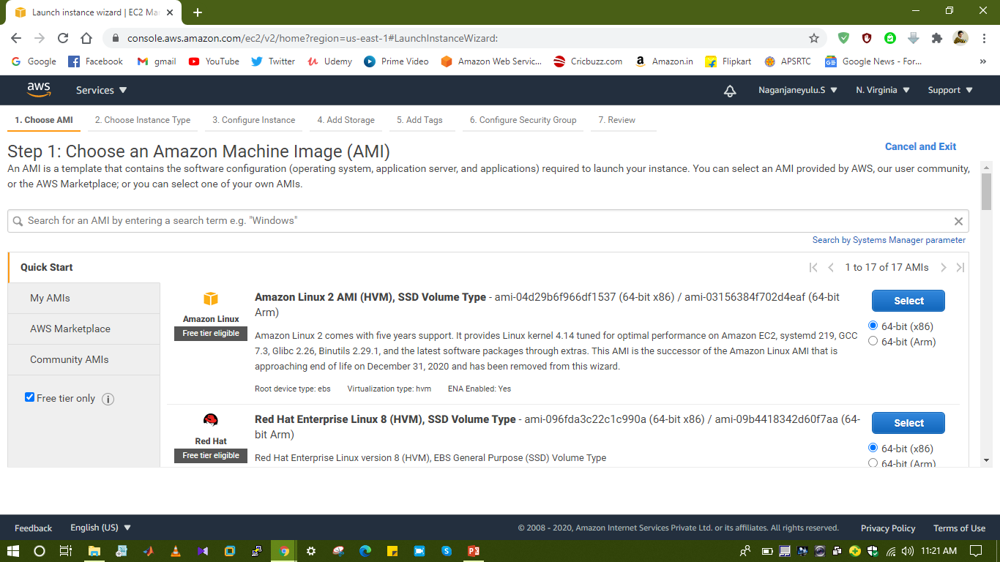 Launch instance wizard | EC2 Mar
console.aws.amazon.com/ec2/v2/home?region=us-east-1#LaunchInstanceWizard:
Google Facebook gmail YouTube Twitter Udemy Prime Video Amazon Web Servic... Cricbuzz.com Amazon.in Flipkart APSRTC Google News - For... »
aws Services Naganjaneyulu.S N. Virginia Support
1. Choose AMI 2. Choose Instance Type 3. Configure Instance 4. Add Storage 5. Add Tags 6. Configure Security Group 7. Review
Step 1: Choose an Amazon Machine Image (AMI)
Cancel and Exit
An AMI is a template that contains the software configuration (operating system, application server, and applications) required to launch your instance. You can select an AMI provided by AWS, our user community,
or the AWS Marketplace; or you can select one of your own AMIs.
Search for an AMI by entering a search term e.g. "Windows"
Search by Systems Manager parameter
Quick Start
1 to 17 of 17 AMIs
My AMIs
AWS Marketplace
Community AMIs
Free tier only
Amazon Linux
Free tier eligible
Amazon Linux 2 AMI (HVM), SSD Volume Type - ami-04d29b6f966df1537 (64-bit x86) / ami-03156384f702d4eaf (64-bit
Arm)
Amazon Linux 2 comes with five years support. It provides Linux kernel 4.14 tuned for optimal performance on Amazon EC2, systemd 219, GCC
7.3, Glibc 2.26, Binutils 2.29.1, and the latest software packages through extras. This AMI is the successor of the Amazon Linux AMI that is
approaching end of life on December 31, 2020 and has been removed from this wizard.
Root device type: ebs Virtualization type: hvm ENA Enabled: Yes
Select
64-bit (x86)
64-bit (Arm)
Red Hat
Free tier eligible
Red Hat Enterprise Linux 8 (HVM), SSD Volume Type - ami-096fda3c22c1c990a (64-bit x86) / ami-09b4418342d60f7aa (64-
bit Arm)
Red Hat Enterprise Linux version 8 (HVM), EBS General Purpose (SSD) Volume Type
Select
64-bit (x86)
64-bit (Arm)
Feedback English (US) © 2008 - 2020, Amazon Internet Services Private Ltd. or its affiliates. All rights reserved. Privacy Policy Terms of Use
11:21 AM